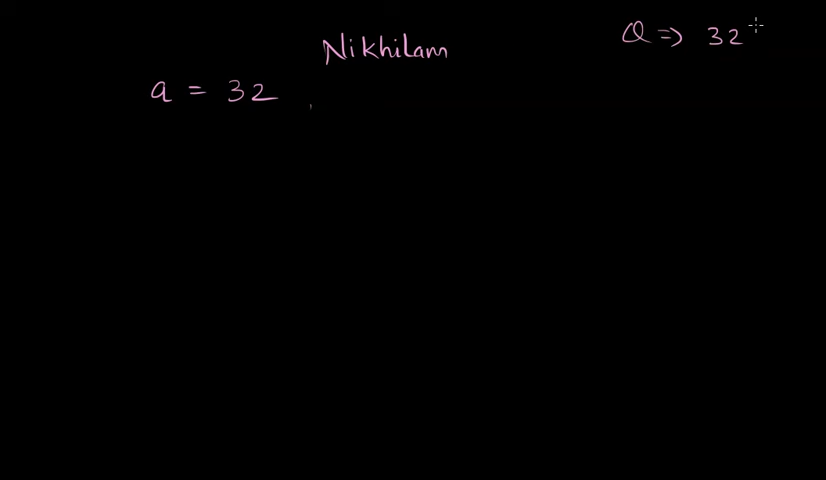 Nikhilam
Q => 32
a = 32